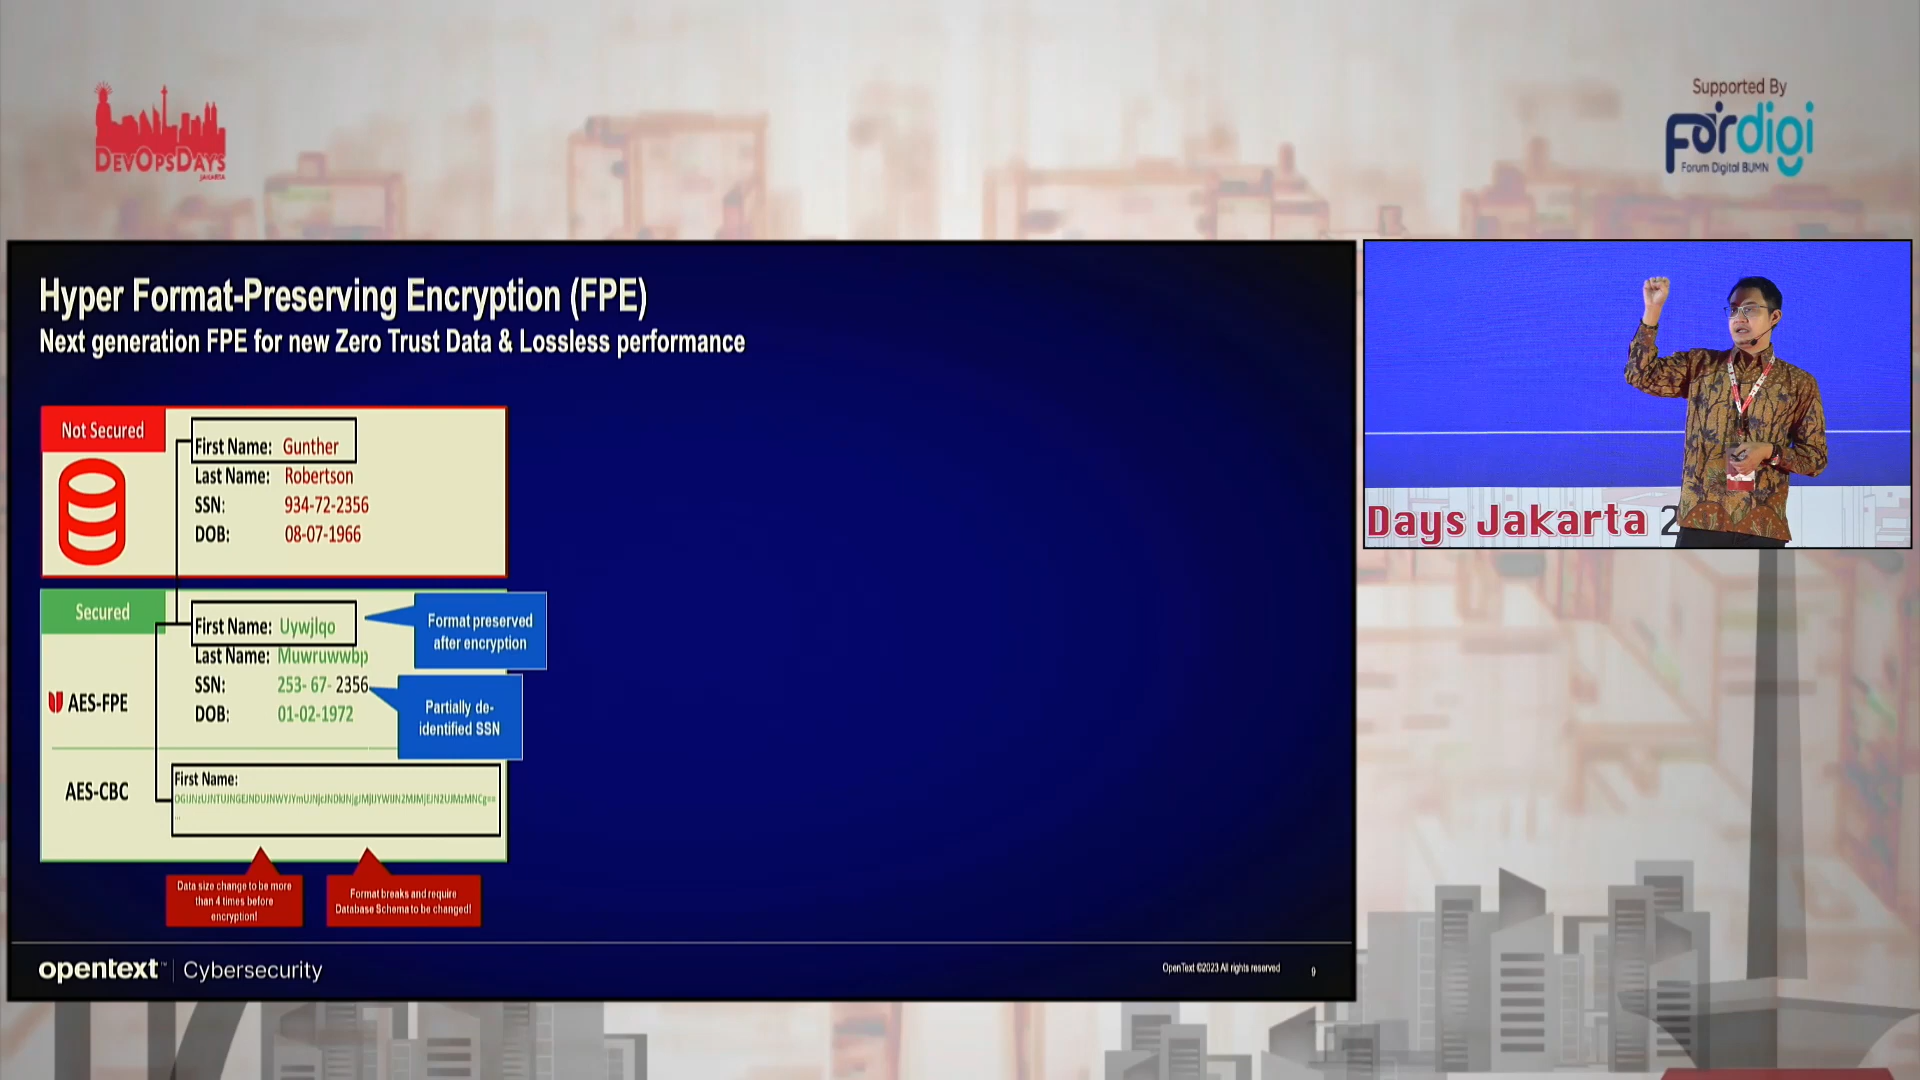 DEVOPSDAYS
JAKARTA
Supported By
fordigi
Forum Digital BUMN
Hyper Format-Preserving Encryption (FPE)
Next generation FPE for new Zero Trust Data & Lossless performance
Not Secured
First Name: Gunther
Last Name: Robertson
SSN: 934-72-2356
DOB: 08-07-1966
Secured
First Name: Uywjlqo
Last Name: Muwruwwbp
SSN: 253- 67- 2356
DOB: 01-02-1972
AES-FPE
Format preserved
after encryption
Partially de-
identified SSN
AES-CBC
First Name:
...
Data size change to be more
than 4 times before
encryption!
Format breaks and require
Database Schema to be changed!
opentext™ | Cybersecurity
OpenText ©2023 All rights reserved
9
Days Jakarta 2